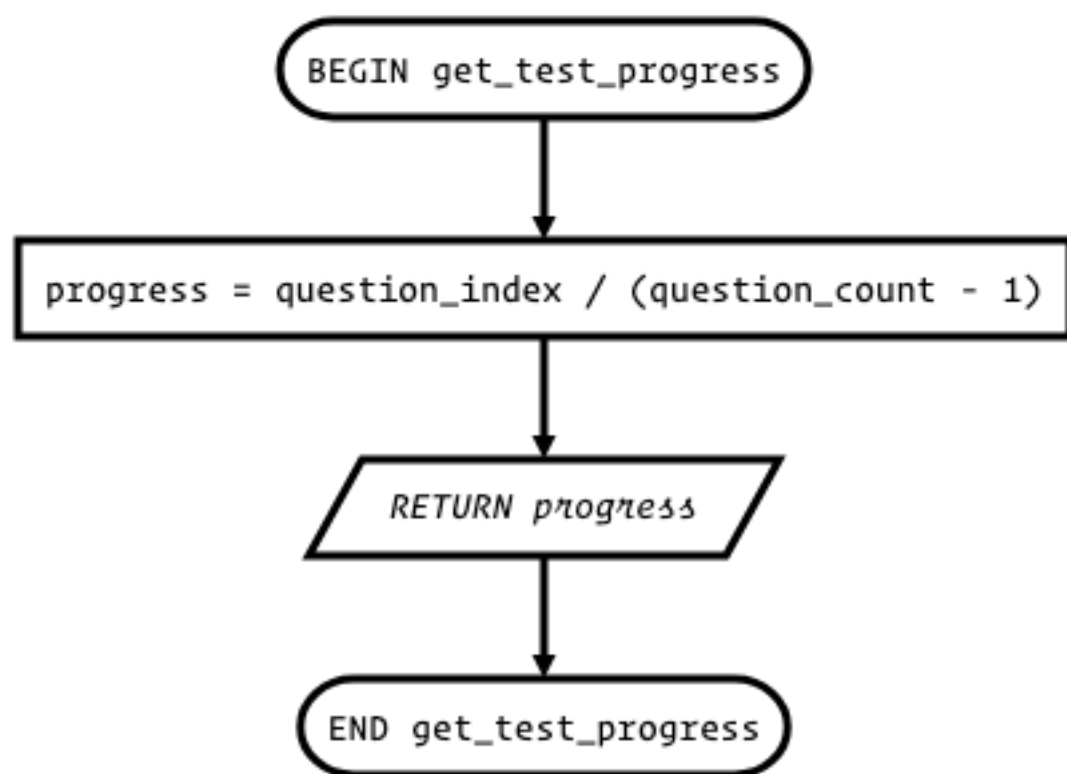 BEGIN get_test_progress
progress = question_index / (question_count - 1)
RETURN progress
END get_test_progress